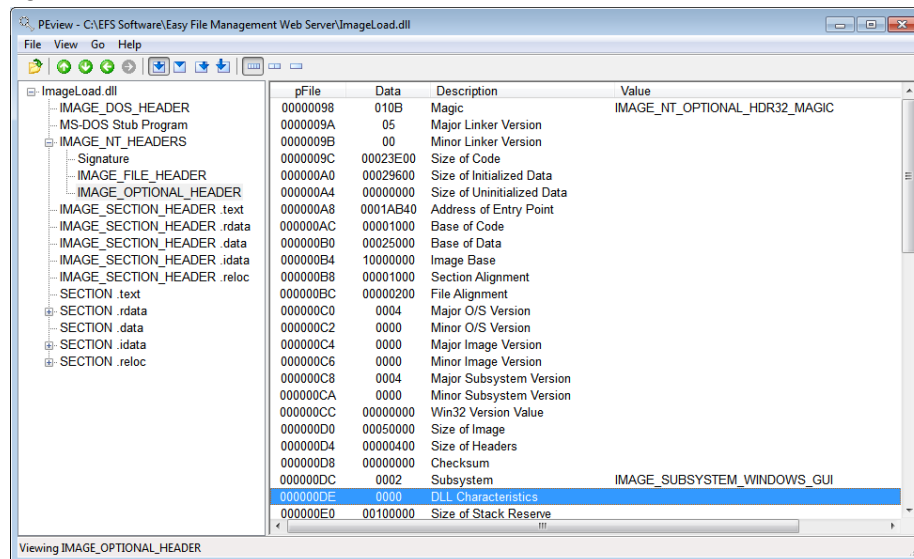 PEview - C:\EFS Software\Easy File Management Web Server\ImageLoad.dll
File View Go Help
ImageLoad.dll
IMAGE_DOS_HEADER
MS-DOS Stub Program
IMAGE_NT_HEADERS
Signature
IMAGE_FILE_HEADER
IMAGE_OPTIONAL_HEADER
IMAGE_SECTION_HEADER .text
IMAGE_SECTION_HEADER .rdata
IMAGE_SECTION_HEADER .data
IMAGE_SECTION_HEADER .idata
IMAGE_SECTION_HEADER .reloc
SECTION .text
SECTION .rdata
SECTION .data
SECTION .idata
SECTION .reloc
pFile Data Description Value
00000098 010B Magic IMAGE_NT_OPTIONAL_HDR32_MAGIC
0000009A 05 Major Linker Version
0000009B 00 Minor Linker Version
0000009C 00023E00 Size of Code
000000A0 00029600 Size of Initialized Data
000000A4 00000000 Size of Uninitialized Data
000000A8 0001AB40 Address of Entry Point
000000AC 00001000 Base of Code
000000B0 00025000 Base of Data
000000B4 10000000 Image Base
000000B8 00001000 Section Alignment
000000BC 00000200 File Alignment
000000C0 0004 Major O/S Version
000000C2 0000 Minor O/S Version
000000C4 0000 Major Image Version
000000C6 0000 Minor Image Version
000000C8 0004 Major Subsystem Version
000000CA 0000 Minor Subsystem Version
000000CC 00000000 Win32 Version Value
000000D0 00050000 Size of Image
000000D4 00000400 Size of Headers
000000D8 00000000 Checksum
000000DC 0002 Subsystem IMAGE_SUBSYSTEM_WINDOWS_GUI
000000DE 0000 DLL Characteristics
000000E0 00100000 Size of Stack Reserve
Viewing IMAGE_OPTIONAL_HEADER